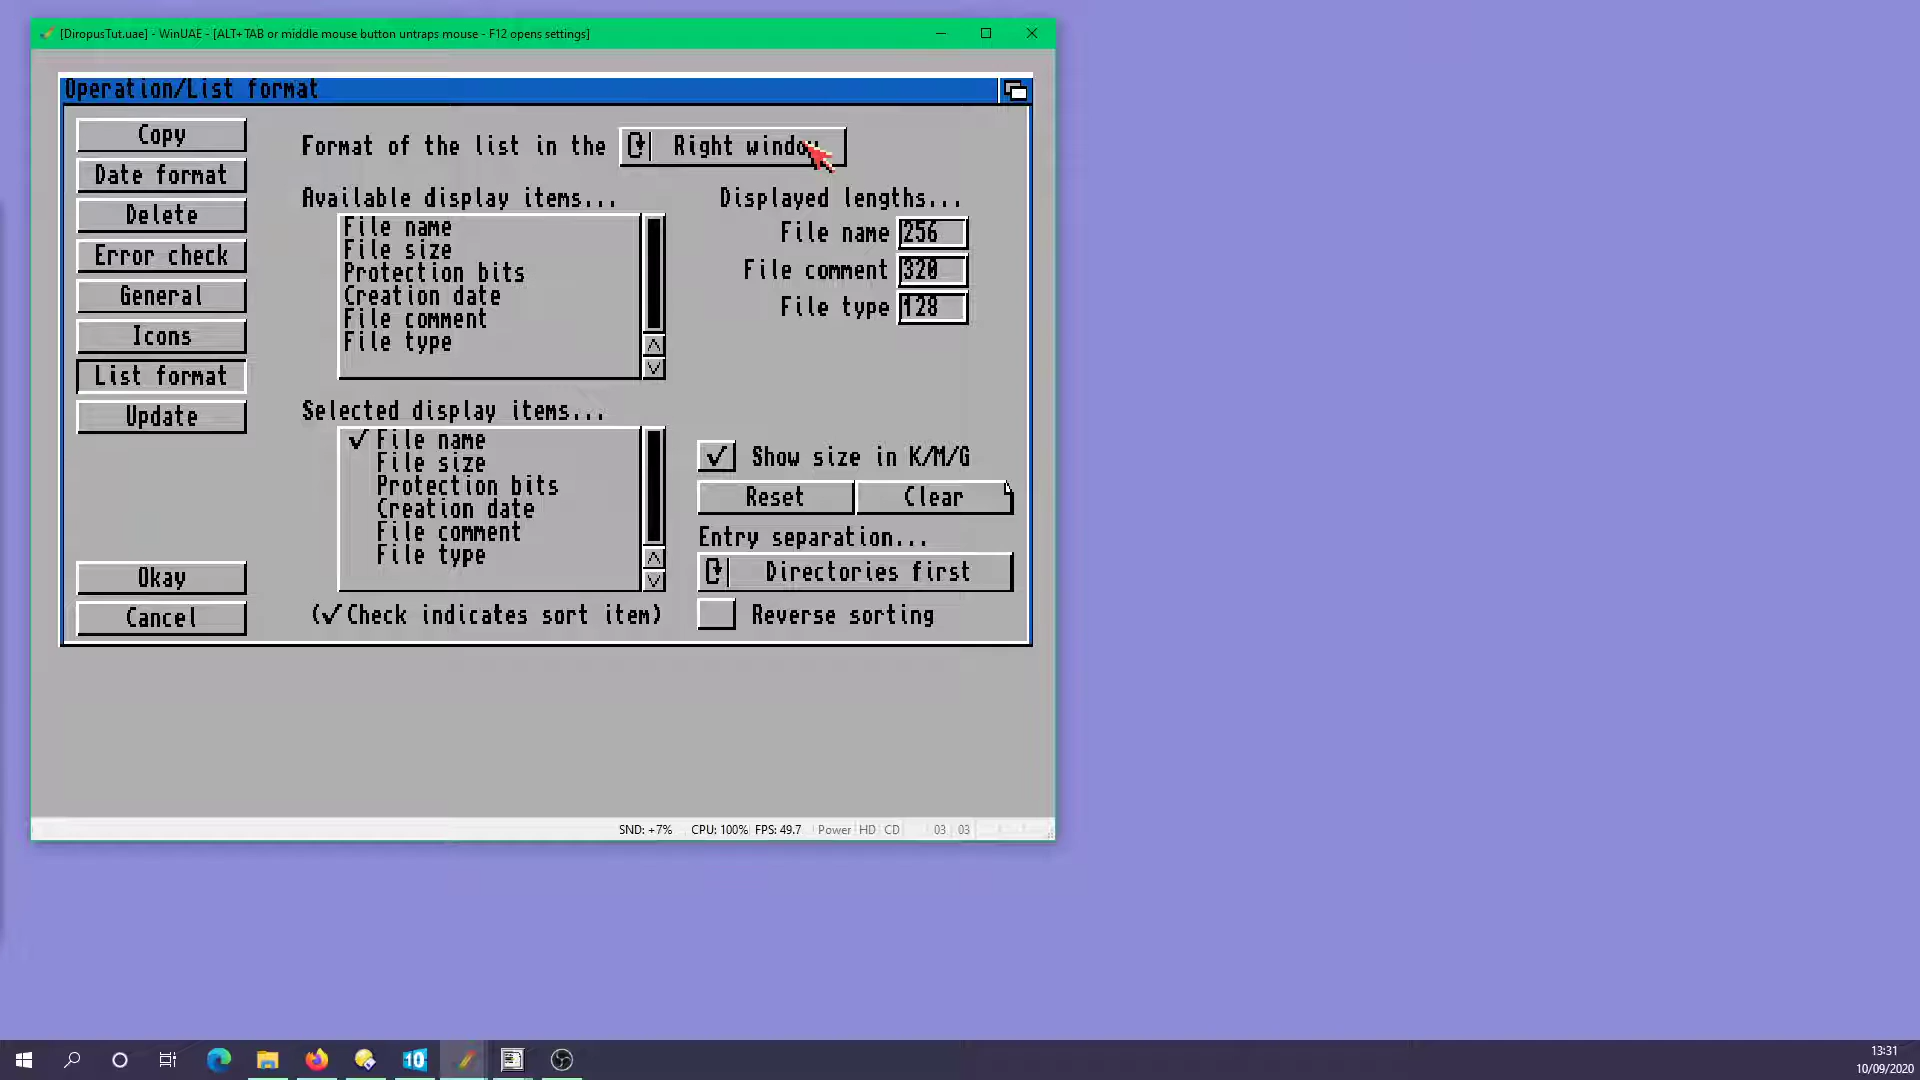 [DiropusTut.uae] - WinUAE - [ALT+TAB or middle mouse button untraps mouse - F12 opens settings]
Operation/List format
Copy
Date format
Delete
Error check
General
Icons
List format
Update
Okay
Cancel
Format of the list in the Right window
Available display items...
File name
File size
Protection bits
Creation date
File comment
File type
Displayed lengths...
File name 256
File comment 320
File type 128
Selected display items...
✓ File name
File size
Protection bits
Creation date
File comment
File type
(✓Check indicates sort item)
✓ Show size in K/M/G
Reset Clear
Entry separation...
Directories first
Reverse sorting
SND: +7% CPU: 100% FPS: 49.7 Power HD CD 03 03
10
13:31
10/09/2020